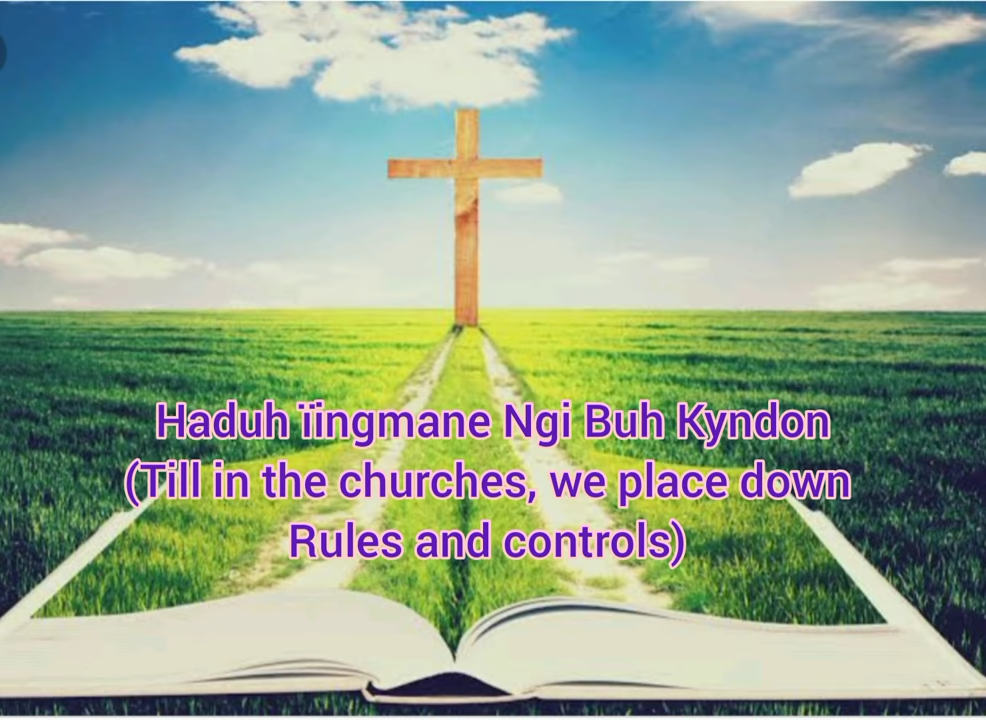 Haduh ïingmane Ngi Buh Kyndon
(Till in the churches, we place down
Rules and controls)